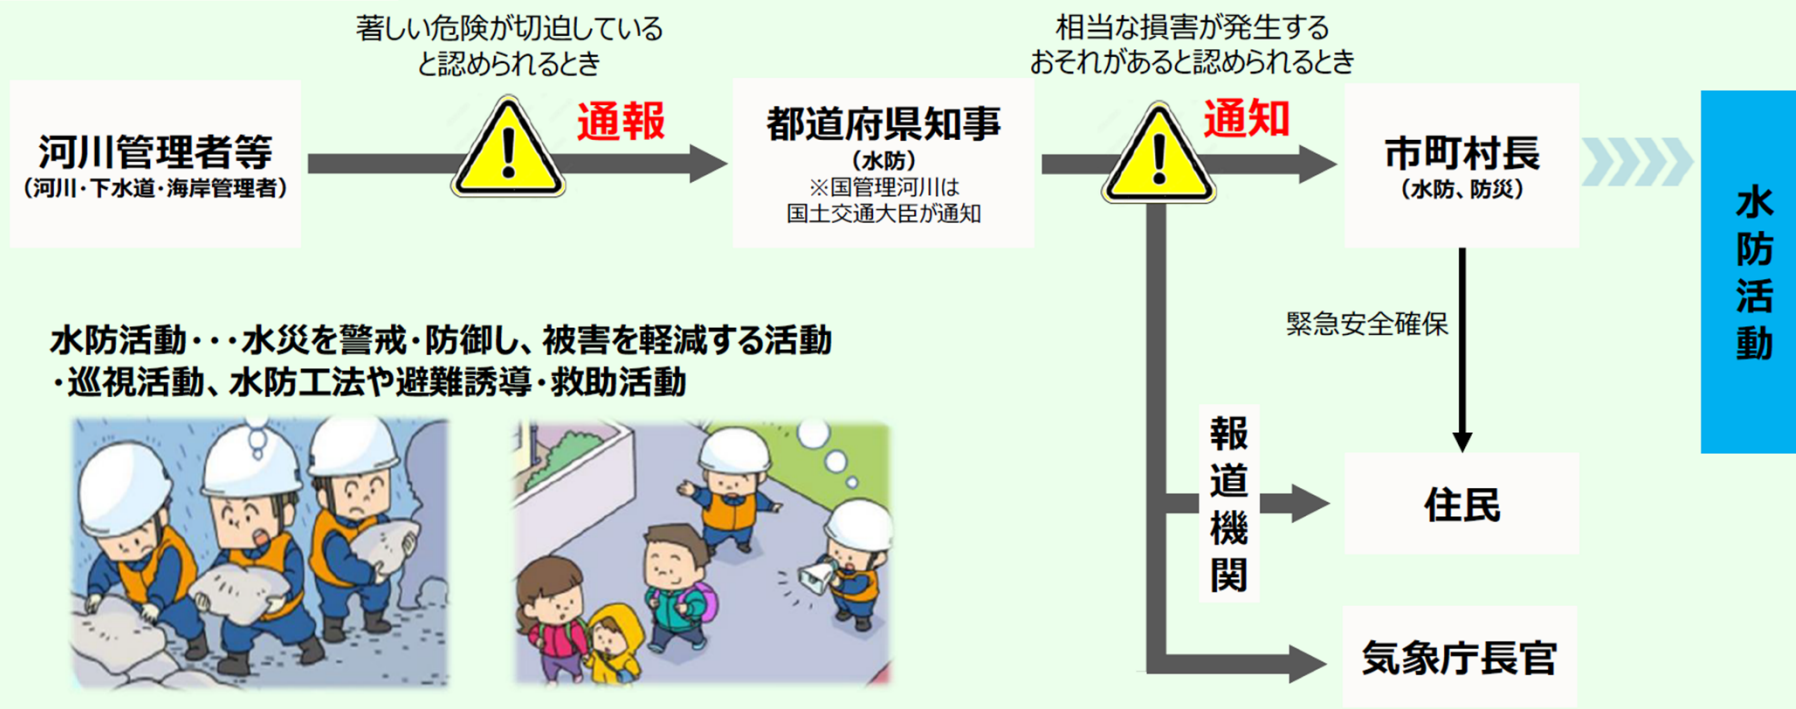 著しい危険が切迫している
と認められるとき
相当な損害が発生する
おそれがあると認められるとき
河川管理者等
（河川・下水道・海岸管理者）
通報
都道府県知事
（水防）
※国管理河川は
国土交通大臣が通知
通知
市町村長
（水防、防災）
水防活動
緊急安全確保
水防活動・・・水災を警戒・防御し、被害を軽減する活動
・巡視活動、水防工法や避難誘導・救助活動
報道機関
住民
気象庁長官